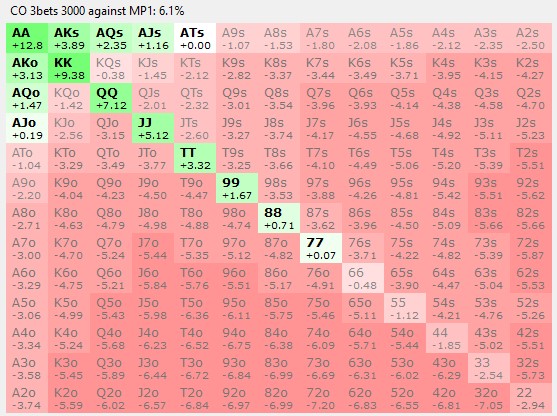 CO 3bets 3000 against MP1: 6.1%
AA AKs AQs AJs ATs A9s A8s A7s A6s A5s A4s A3s A2s
+12.8 +3.89 +2.35 +1.16 +0.00 -1.07 -1.53 -1.80 -2.08 -1.86 -2.12 -2.35 -2.50
AKo KK KQs KJs KTs K9s K8s K7s K6s K5s K4s K3s K2s
+3.13 +9.38 -0.38 -1.45 -2.12 -2.82 -3.37 -3.44 -3.49 -3.71 -3.95 -4.15 -4.27
AQo KQo QQ QJs QTs Q9s Q8s Q7s Q6s Q5s Q4s Q3s Q2s
+1.47 -1.42 +7.12 -2.01 -2.32 -3.01 -3.54 -3.96 -3.93 -4.14 -4.38 -4.58 -4.70
AJo KJo QJo JJ JTs J9s J8s J7s J6s J5s J4s J3s J2s
+0.19 -2.56 -3.15 +5.12 -2.60 -3.27 -3.74 -4.17 -4.55 -4.68 -4.92 -5.11 -5.23
ATo KTo QTo JTo TT T9s T8s T7s T6s T5s T4s T3s T2s
-1.04 -3.29 -3.49 -3.77 +3.32 -3.25 -3.66 -4.10 -4.49 -5.06 -5.20 -5.39 -5.51
A9o K9o Q9o J9o T9o 99 98s 97s 96s 95s 94s 93s 92s
-2.20 -4.04 -4.23 -4.50 -4.47 +1.67 -3.53 -3.88 -4.26 -4.81 -5.42 -5.51 -5.62
A8o K8o Q8o J8o T8o 98o 88 87s 86s 85s 84s 83s 82s
-2.71 -4.63 -4.79 -4.98 -4.88 -4.74 +0.71 -3.62 -3.96 -4.50 -5.09 -5.66 -5.66
A7o K7o Q7o J7o T7o 97o 87o 77 76s 75s 74s 73s 72s
-3.00 -4.70 -5.24 -5.44 -5.35 -5.12 -4.82 +0.07 -3.71 -4.22 -4.82 -5.39 -5.87
A6o K6o Q6o J6o T6o 96o 86o 76o 66 65s 64s 63s 62s
-3.29 -4.75 -5.21 -5.84 -5.76 -5.51 -5.17 -4.91 -0.48 -3.90 -4.47 -5.04 -5.53
A5o K5o Q5o J5o T5o 95o 85o 75o 65o 55 54s 53s 52s
-3.06 -4.99 -5.43 -5.98 -6.36 -6.11 -5.75 -5.46 -5.11 -1.12 -4.21 -4.76 -5.26
A4o K4o Q4o J4o T4o 94o 84o 74o 64o 54o 44 43s 42s
-3.34 -5.24 -5.68 -6.23 -6.52 -6.75 -6.38 -6.09 -5.71 -5.44 -1.85 -5.02 -5.51
A3o K3o Q3o J3o T3o 93o 83o 73o 63o 53o 43o 33 32s
-3.58 -5.45 -5.89 -6.44 -6.72 -6.84 -6.99 -6.69 -6.31 -6.02 -6.29 -2.54 -5.73
A2o K2o Q2o J2o T2o 92o 82o 72o 62o 52o 42o 32o 22
-3.74 -5.59 -6.02 -6.57 -6.84 -6.97 -7.00 -7.20 -6.83 -6.55 -6.81 -7.05 -2.94